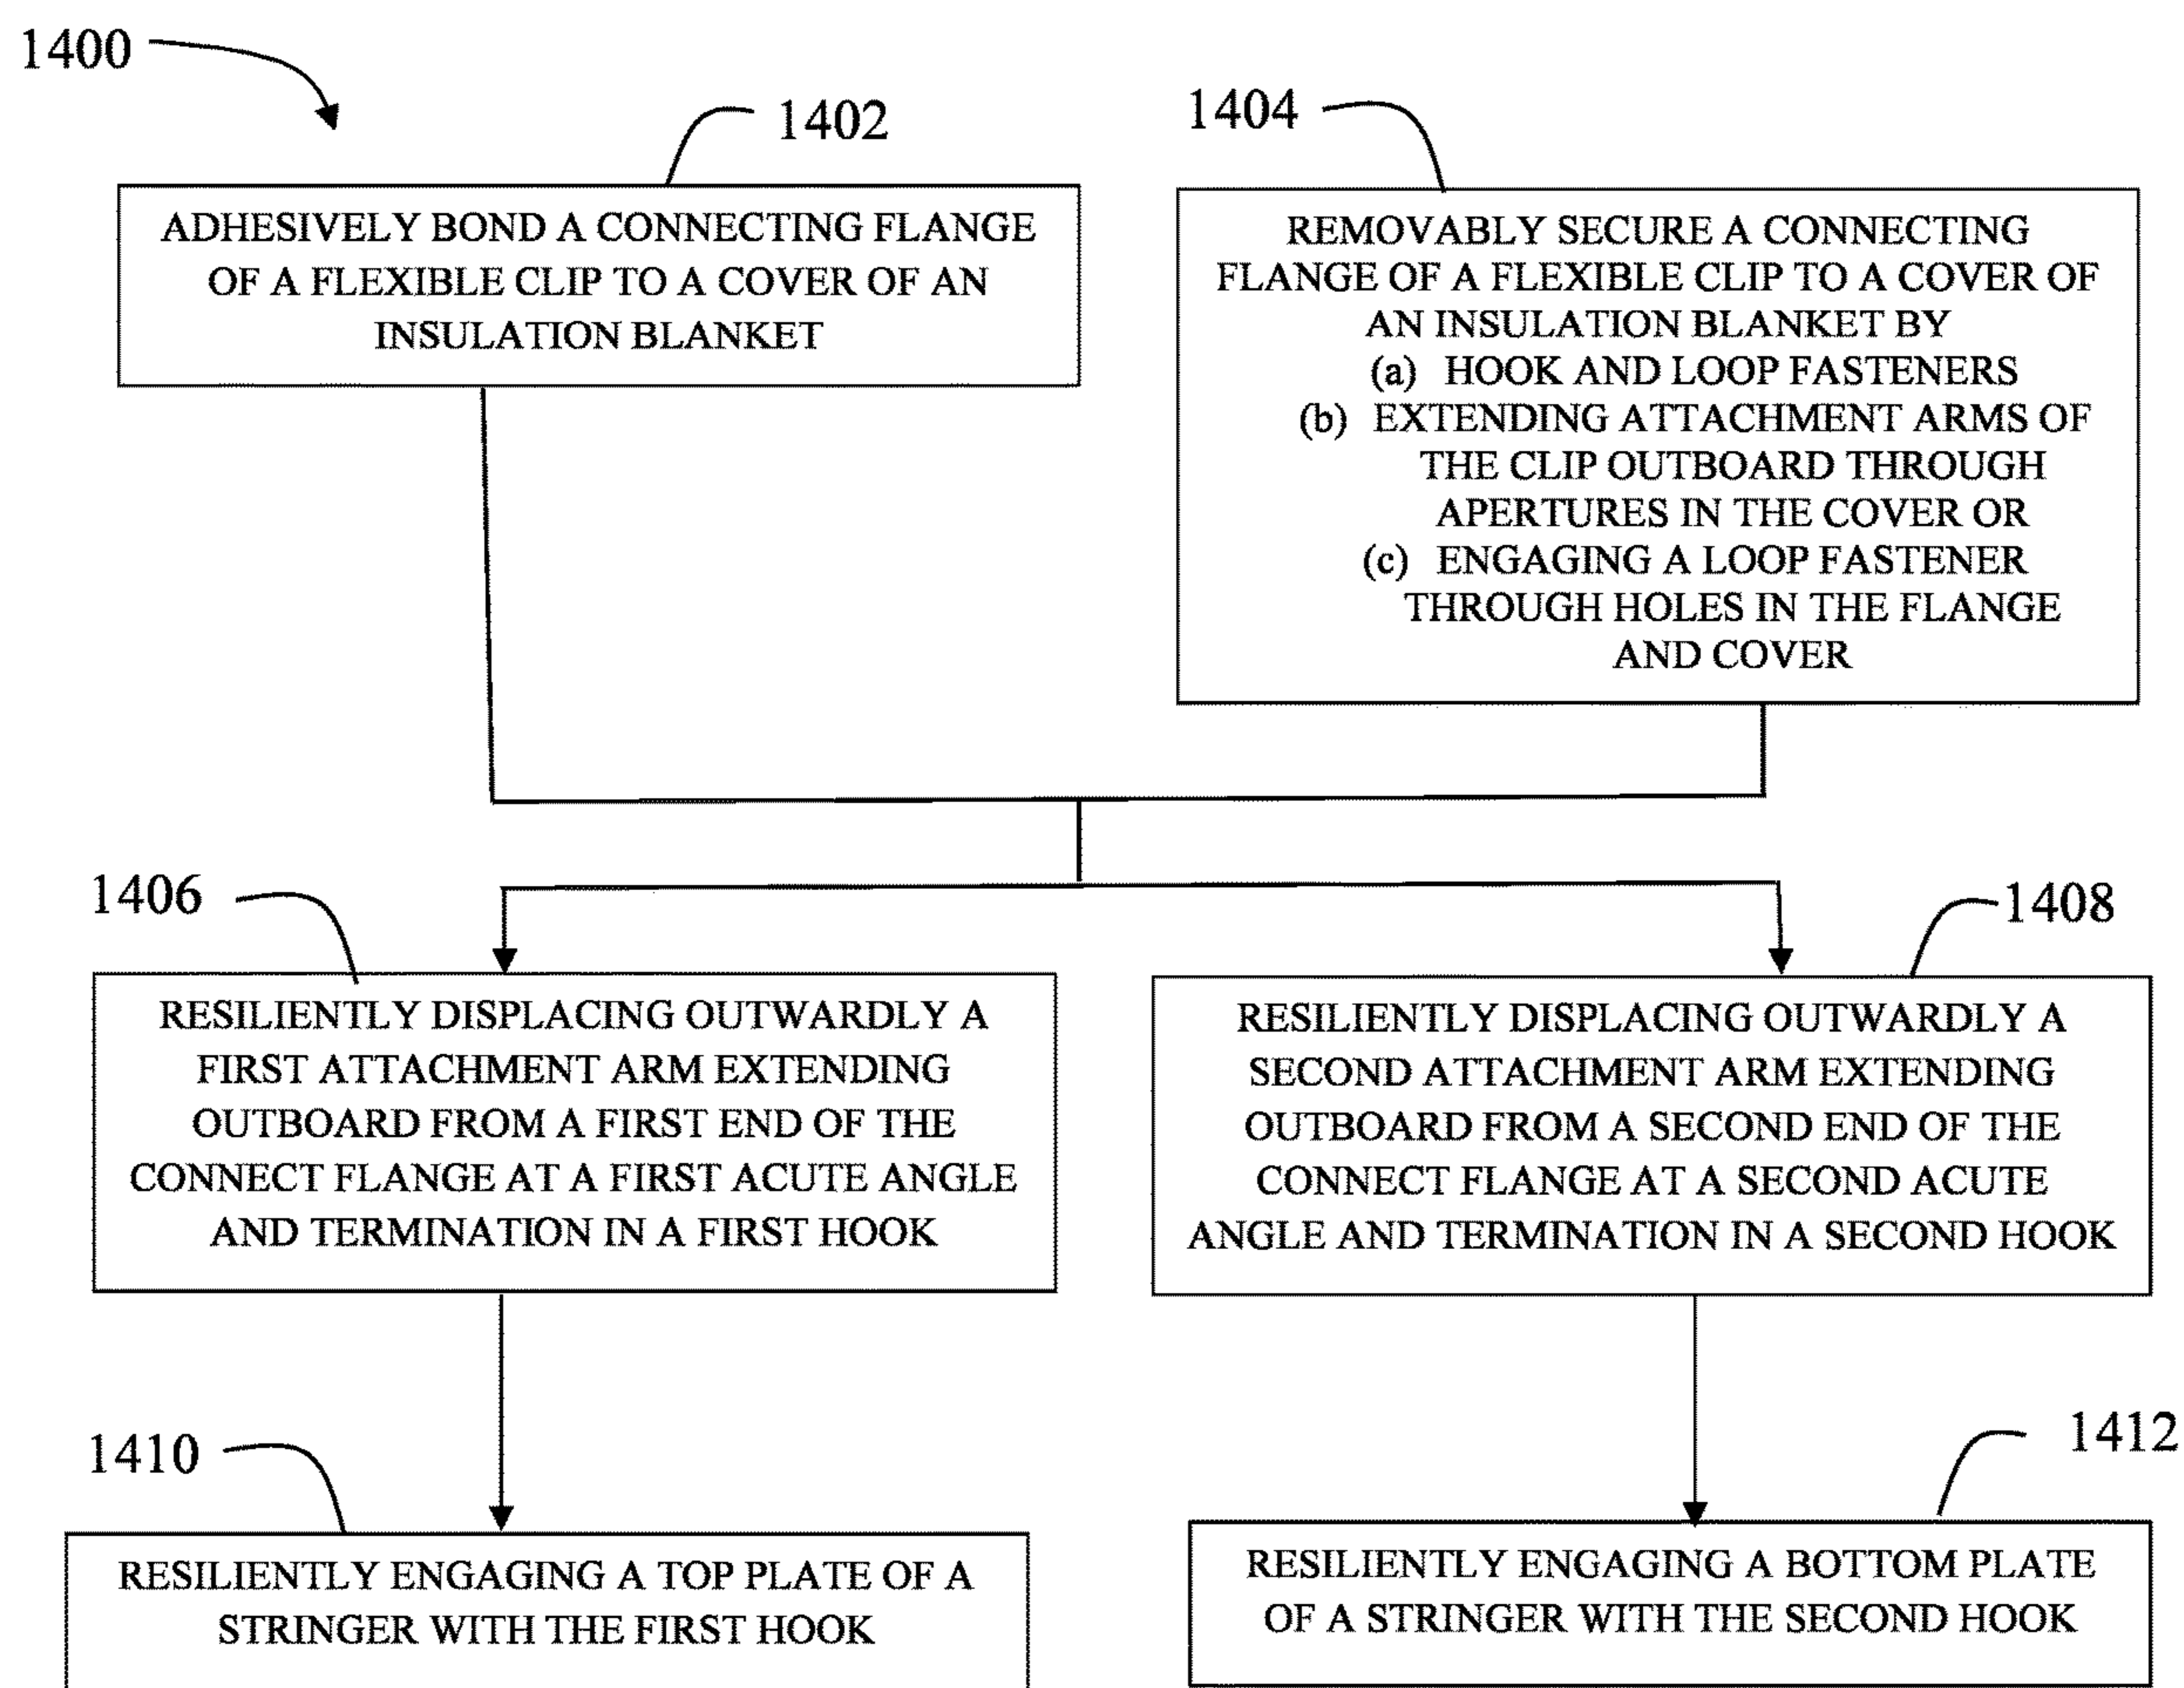 1400
1402
1404
ADHESIVELY BOND A CONNECTING FLANGE
OF A FLEXIBLE CLIP TO A COVER OF AN
INSULATION BLANKET
REMOVABLY SECURE A CONNECTING
FLANGE OF A FLEXIBLE CLIP TO A COVER OF
AN INSULATION BLANKET BY
(a) HOOK AND LOOP FASTENERS
(b) EXTENDING ATTACHMENT ARMS OF
THE CLIP OUTBOARD THROUGH
APERTURES IN THE COVER OR
(c) ENGAGING A LOOP FASTENER
THROUGH HOLES IN THE FLANGE
AND COVER
1406
1408
RESILIENTLY DISPLACING OUTWARDLY A
FIRST ATTACHMENT ARM EXTENDING
OUTBOARD FROM A FIRST END OF THE
CONNECT FLANGE AT A FIRST ACUTE ANGLE
AND TERMINATION IN A FIRST HOOK
RESILIENTLY DISPLACING OUTWARDLY A
SECOND ATTACHMENT ARM EXTENDING
OUTBOARD FROM A SECOND END OF THE
CONNECT FLANGE AT A SECOND ACUTE
ANGLE AND TERMINATION IN A SECOND HOOK
1410
1412
RESILIENTLY ENGAGING A TOP PLATE OF A
STRINGER WITH THE FIRST HOOK
RESILIENTLY ENGAGING A BOTTOM PLATE
OF A STRINGER WITH THE SECOND HOOK